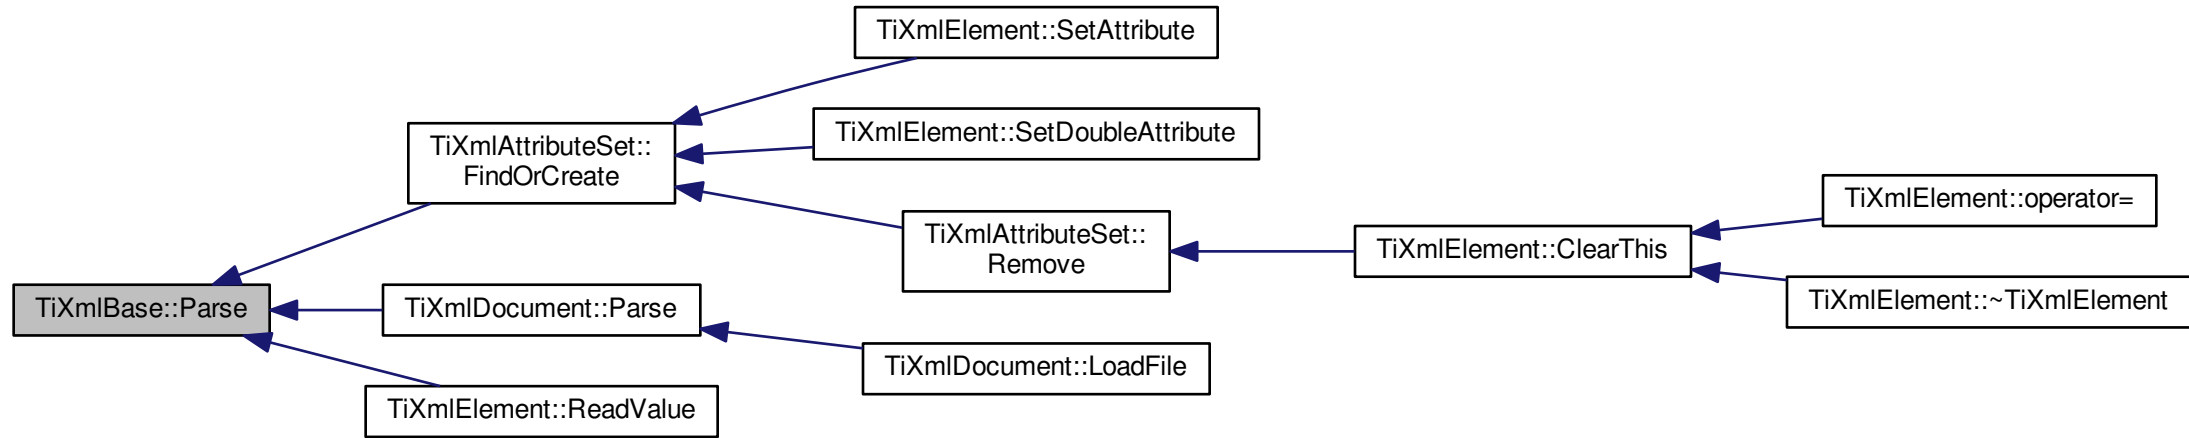 TiXmlElement::SetAttribute
TiXmlElement::SetDoubleAttribute
TiXmlAttributeSet::
FindOrCreate
TiXmlElement::operator=
TiXmlAttributeSet::
Remove
TiXmlElement::ClearThis
TiXmlElement::~TiXmlElement
TiXmlBase::Parse
TiXmlDocument::Parse
TiXmlDocument::LoadFile
TiXmlElement::ReadValue